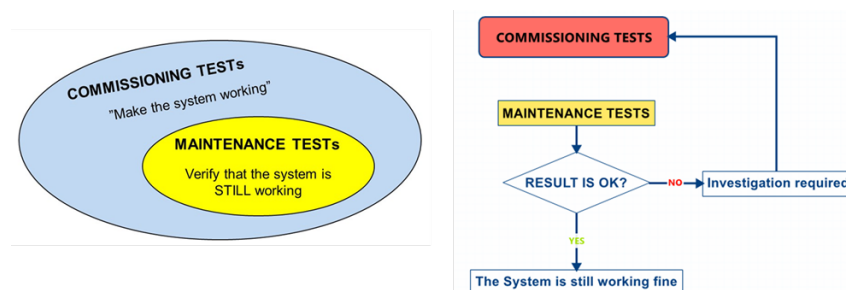 COMMISSIONING TESTs
"Make the system working"
MAINTENANCE TESTs
Verify that the system is
STILL working
COMMISSIONING TESTS
MAINTENANCE TESTS
RESULT IS OK?
NO
Investigation required
YES
The System is still working fine